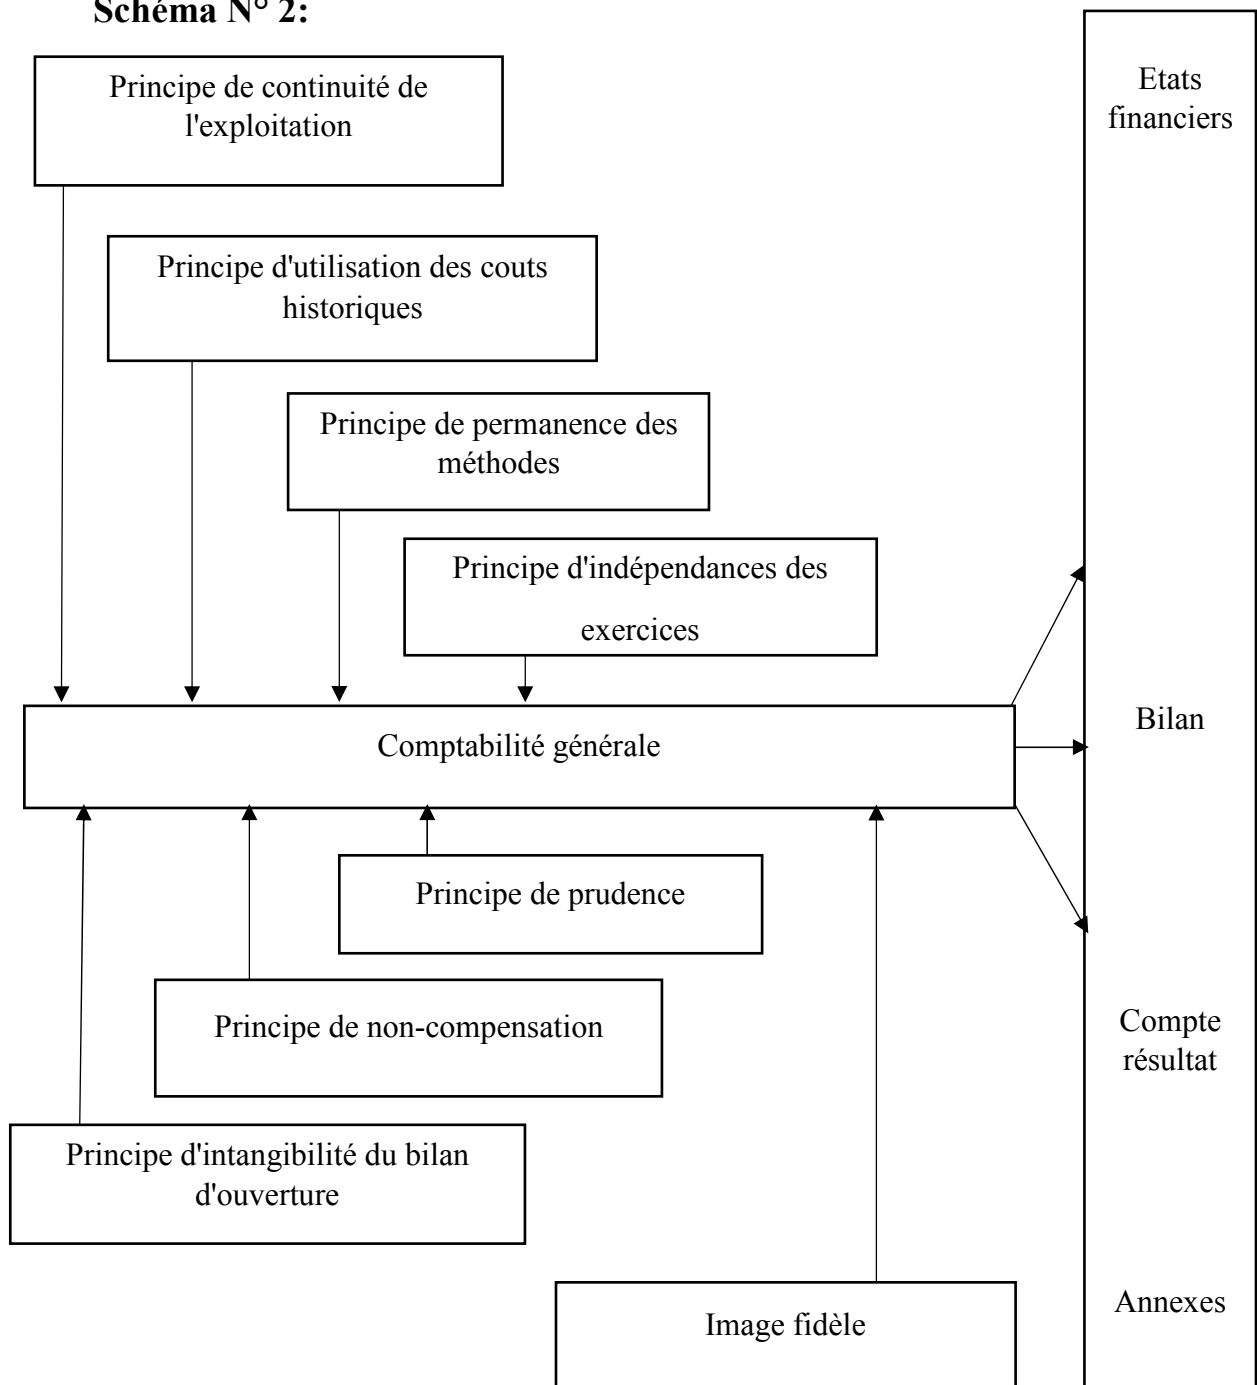 Schéma N° 2:
Principe de continuité de
l'exploitation
Principe d'utilisation des couts
historiques
Principe de permanence des
méthodes
Principe d'indépendances des
exercices
Comptabilité générale
Principe de prudence
Principe de non-compensation
Principe d'intangibilité du bilan
d'ouverture
Image fidèle
Etats
financiers
Bilan
Compte
résultat
Annexes